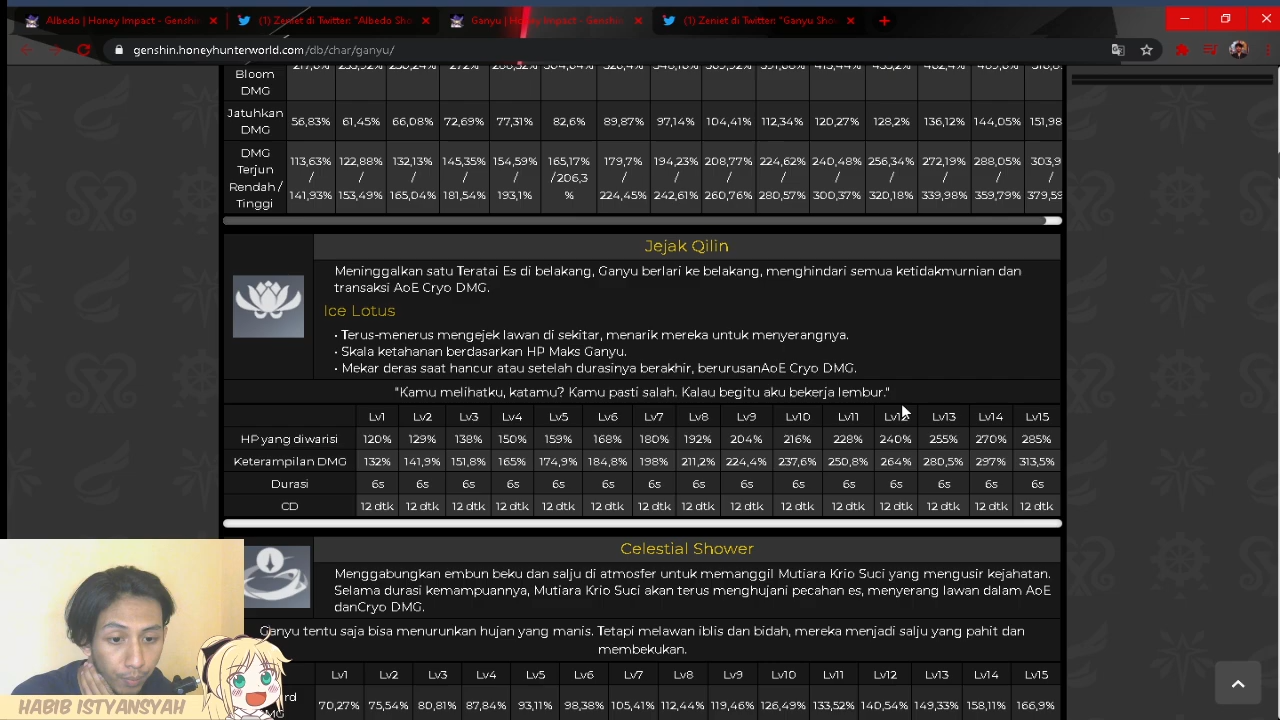 Albedo | Honey Impact - Genshin
(1) Zeniet di Twitter: "Albedo Sho
Ganyu | Honey Impact - Genshin
(1) Zeniet di Twitter: "Ganyu Sho
genshin.honeyhunterworld.com/db/char/ganyu/
Bloom
DMG
Jatuhkan
DMG
56,83% 61,45% 66,08% 72,69% 77,31% 82,6% 89,87% 97,14% 104,41% 112,34% 120,27% 128,2% 136,12% 144,05% 151,98
DMG
Terjun
Rendah /
Tinggi
113,63% 122,88% 132,13% 145,35% 154,59% 165,17% 179,7% 194,23% 208,77% 224,62% 240,48% 256,34% 272,19% 288,05% 303,9
/ / / / / / 206,3 / / / / / / / / /
141,93% 153,49% 165,04% 181,54% 193,1% % 224,45% 242,61% 260,76% 280,57% 300,37% 320,18% 339,98% 359,79% 379,59
Jejak Qilin
Meninggalkan satu Teratai Es di belakang, Ganyu berlari ke belakang, menghindari semua ketidakmurnian dan
transaksi AoE Cryo DMG.
Ice Lotus
• Terus-menerus mengejek lawan di sekitar, menarik mereka untuk menyerangnya.
• Skala ketahanan berdasarkan HP Maks Ganyu.
• Mekar deras saat hancur atau setelah durasinya berakhir, berurusanAoE Cryo DMG.
"Kamu melihatku, katamu? Kamu pasti salah. Kalau begitu aku bekerja lembur."
Lv1 Lv2 Lv3 Lv4 Lv5 Lv6 Lv7 Lv8 Lv9 Lv10 Lv11 Lv12 Lv13 Lv14 Lv15
HP yang diwarisi 120% 129% 138% 150% 159% 168% 180% 192% 204% 216% 228% 240% 255% 270% 285%
Keterampilan DMG 132% 141,9% 151,8% 165% 174,9% 184,8% 198% 211,2% 224,4% 237,6% 250,8% 264% 280,5% 297% 313,5%
Durasi 6s 6s 6s 6s 6s 6s 6s 6s 6s 6s 6s 6s 6s 6s 6s
CD 12 dtk 12 dtk 12 dtk 12 dtk 12 dtk 12 dtk 12 dtk 12 dtk 12 dtk 12 dtk 12 dtk 12 dtk 12 dtk 12 dtk 12 dtk
Celestial Shower
Menggabungkan embun beku dan salju di atmosfer untuk memanggil Mutiara Krio Suci yang mengusir kejahatan.
Selama durasi kemampuannya, Mutiara Krio Suci akan terus menghujani pecahan es, menyerang lawan dalam AoE
danCryo DMG.
Ganyu tentu saja bisa menurunkan hujan yang manis. Tetapi melawan iblis dan bidah, mereka menjadi salju yang pahit dan
membekukan.
Lv1 Lv2 Lv3 Lv4 Lv5 Lv6 Lv7 Lv8 Lv9 Lv10 Lv11 Lv12 Lv13 Lv14 Lv15
70,27% 75,54% 80,81% 87,84% 93,11% 98,38% 105,41% 112,44% 119,46% 126,49% 133,52% 140,54% 149,33% 158,11% 166,9%
HABIB ISTYANSYAH